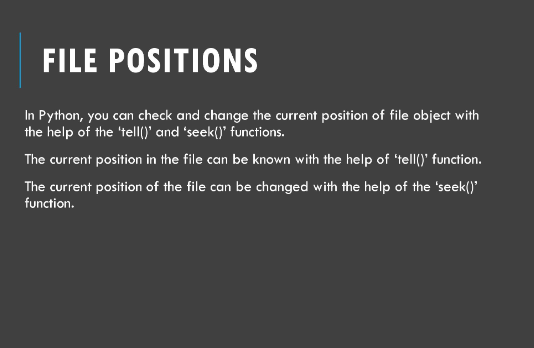 FILE POSITIONS
In Python, you can check and change the current position of file object with
the help of the ‘tell()’ and ‘seek()’ functions.
The current position in the file can be known with the help of ‘tell()’ function.
The current position of the file can be changed with the help of the ‘seek()’
function.